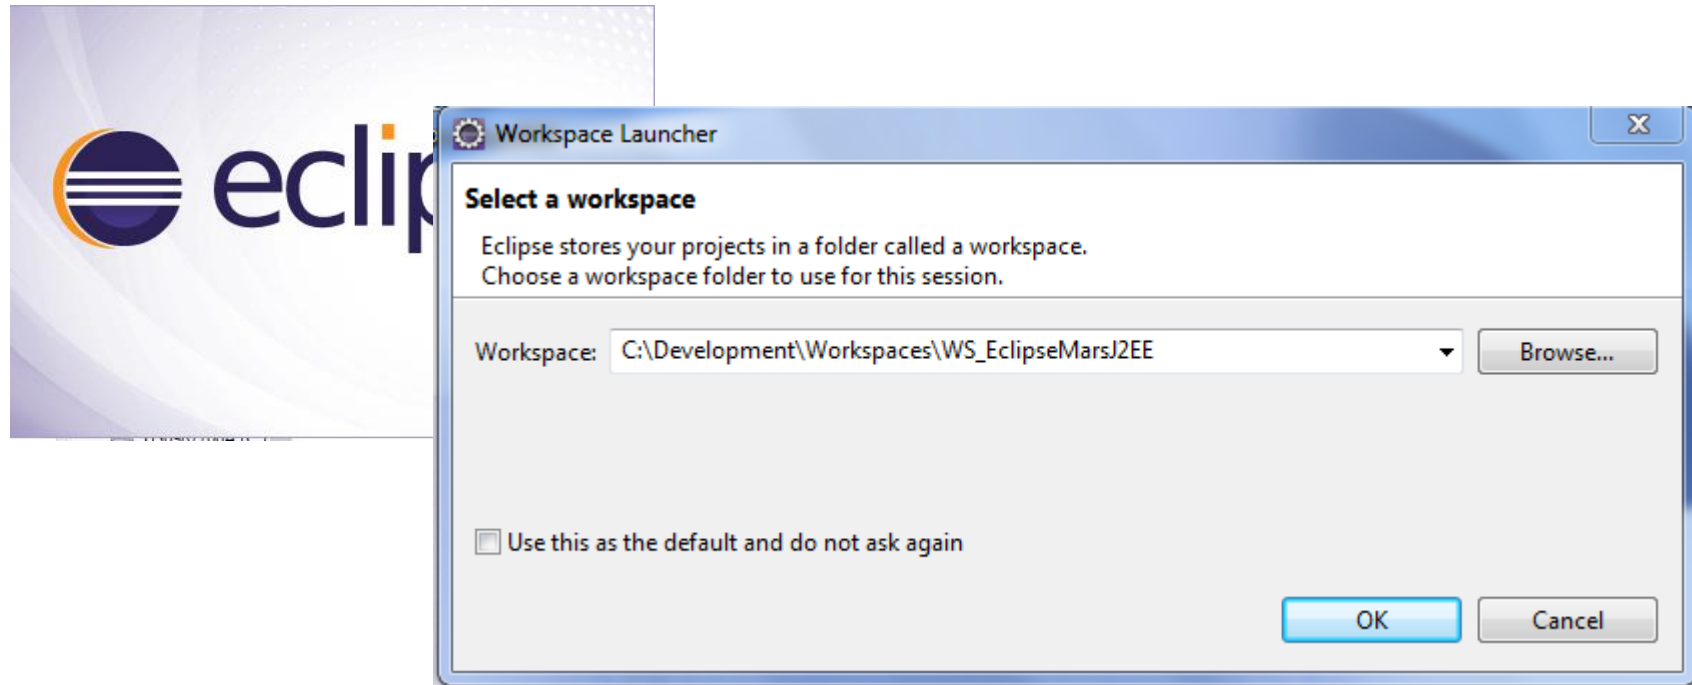 eclip
Workspace Launcher
Select a workspace
Eclipse stores your projects in a folder called a workspace.
Choose a workspace folder to use for this session.
Workspace: C:\Development\Workspaces\WS_EclipseMarsJ2EE Browse...
Use this as the default and do not ask again
OK Cancel